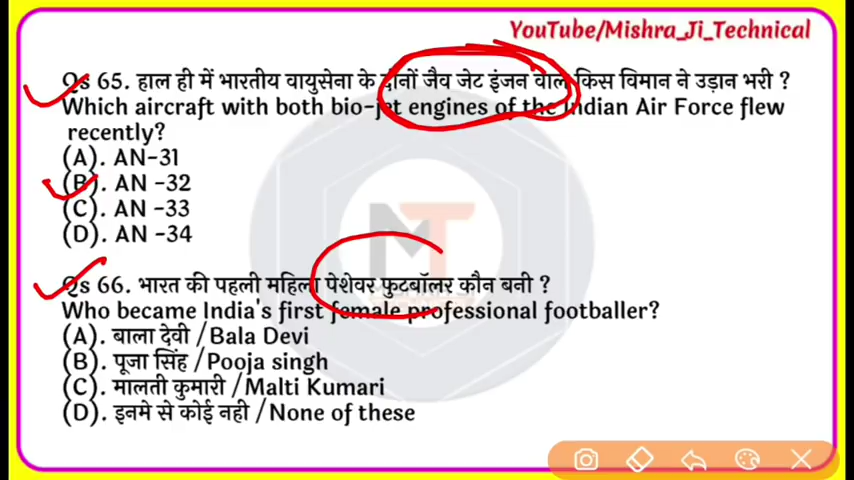 YouTube/Mishra_Ji_Technical
Qs 65. हाल ही में भारतीय वायुसेना के दोनों जैव जेट इंजन वाले किस विमान ने उड़ान भरी ?
Which aircraft with both bio-jet engines of the Indian Air Force flew
recently?
(A). AN-31
(B). AN -32
(C). AN -33
(D). AN -34
MT
Qs 66. भारत की पहली महिला पेशेवर फुटबॉलर कौन बनी ?
Who became India's first female professional footballer?
(A). बाला देवी /Bala Devi
(B). पूजा सिंह /Pooja singh
(C). मालती कुमारी /Malti Kumari
(D). इनमे से कोई नही /None of these